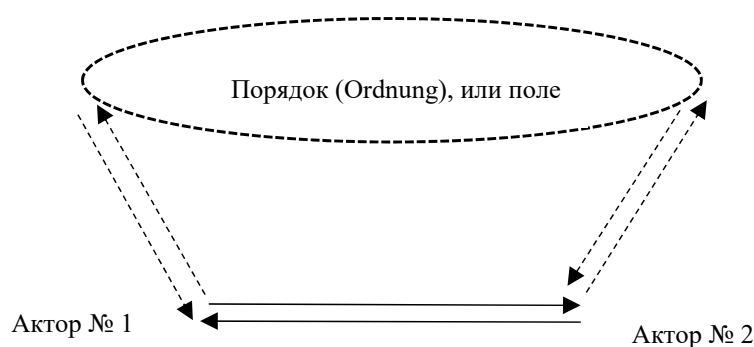 Порядок (Ordnung), или поле
Актор № 1
Актор № 2